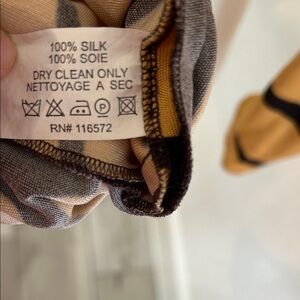 100% SILK
100% SOIE
DRY CLEAN ONLY
NETTOYAGE A SEC
RN# 116572